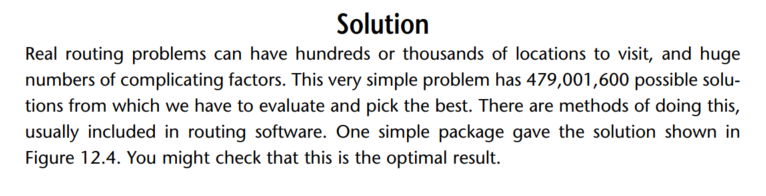 Solution
Real routing problems can have hundreds or thousands of locations to visit, and huge
numbers of complicating factors. This very simple problem has 479,001,600 possible solu-
tions from which we have to evaluate and pick the best. There are methods of doing this,
usually included in routing software. One simple package gave the solution shown in
Figure 12.4. You might check that this is the optimal result.